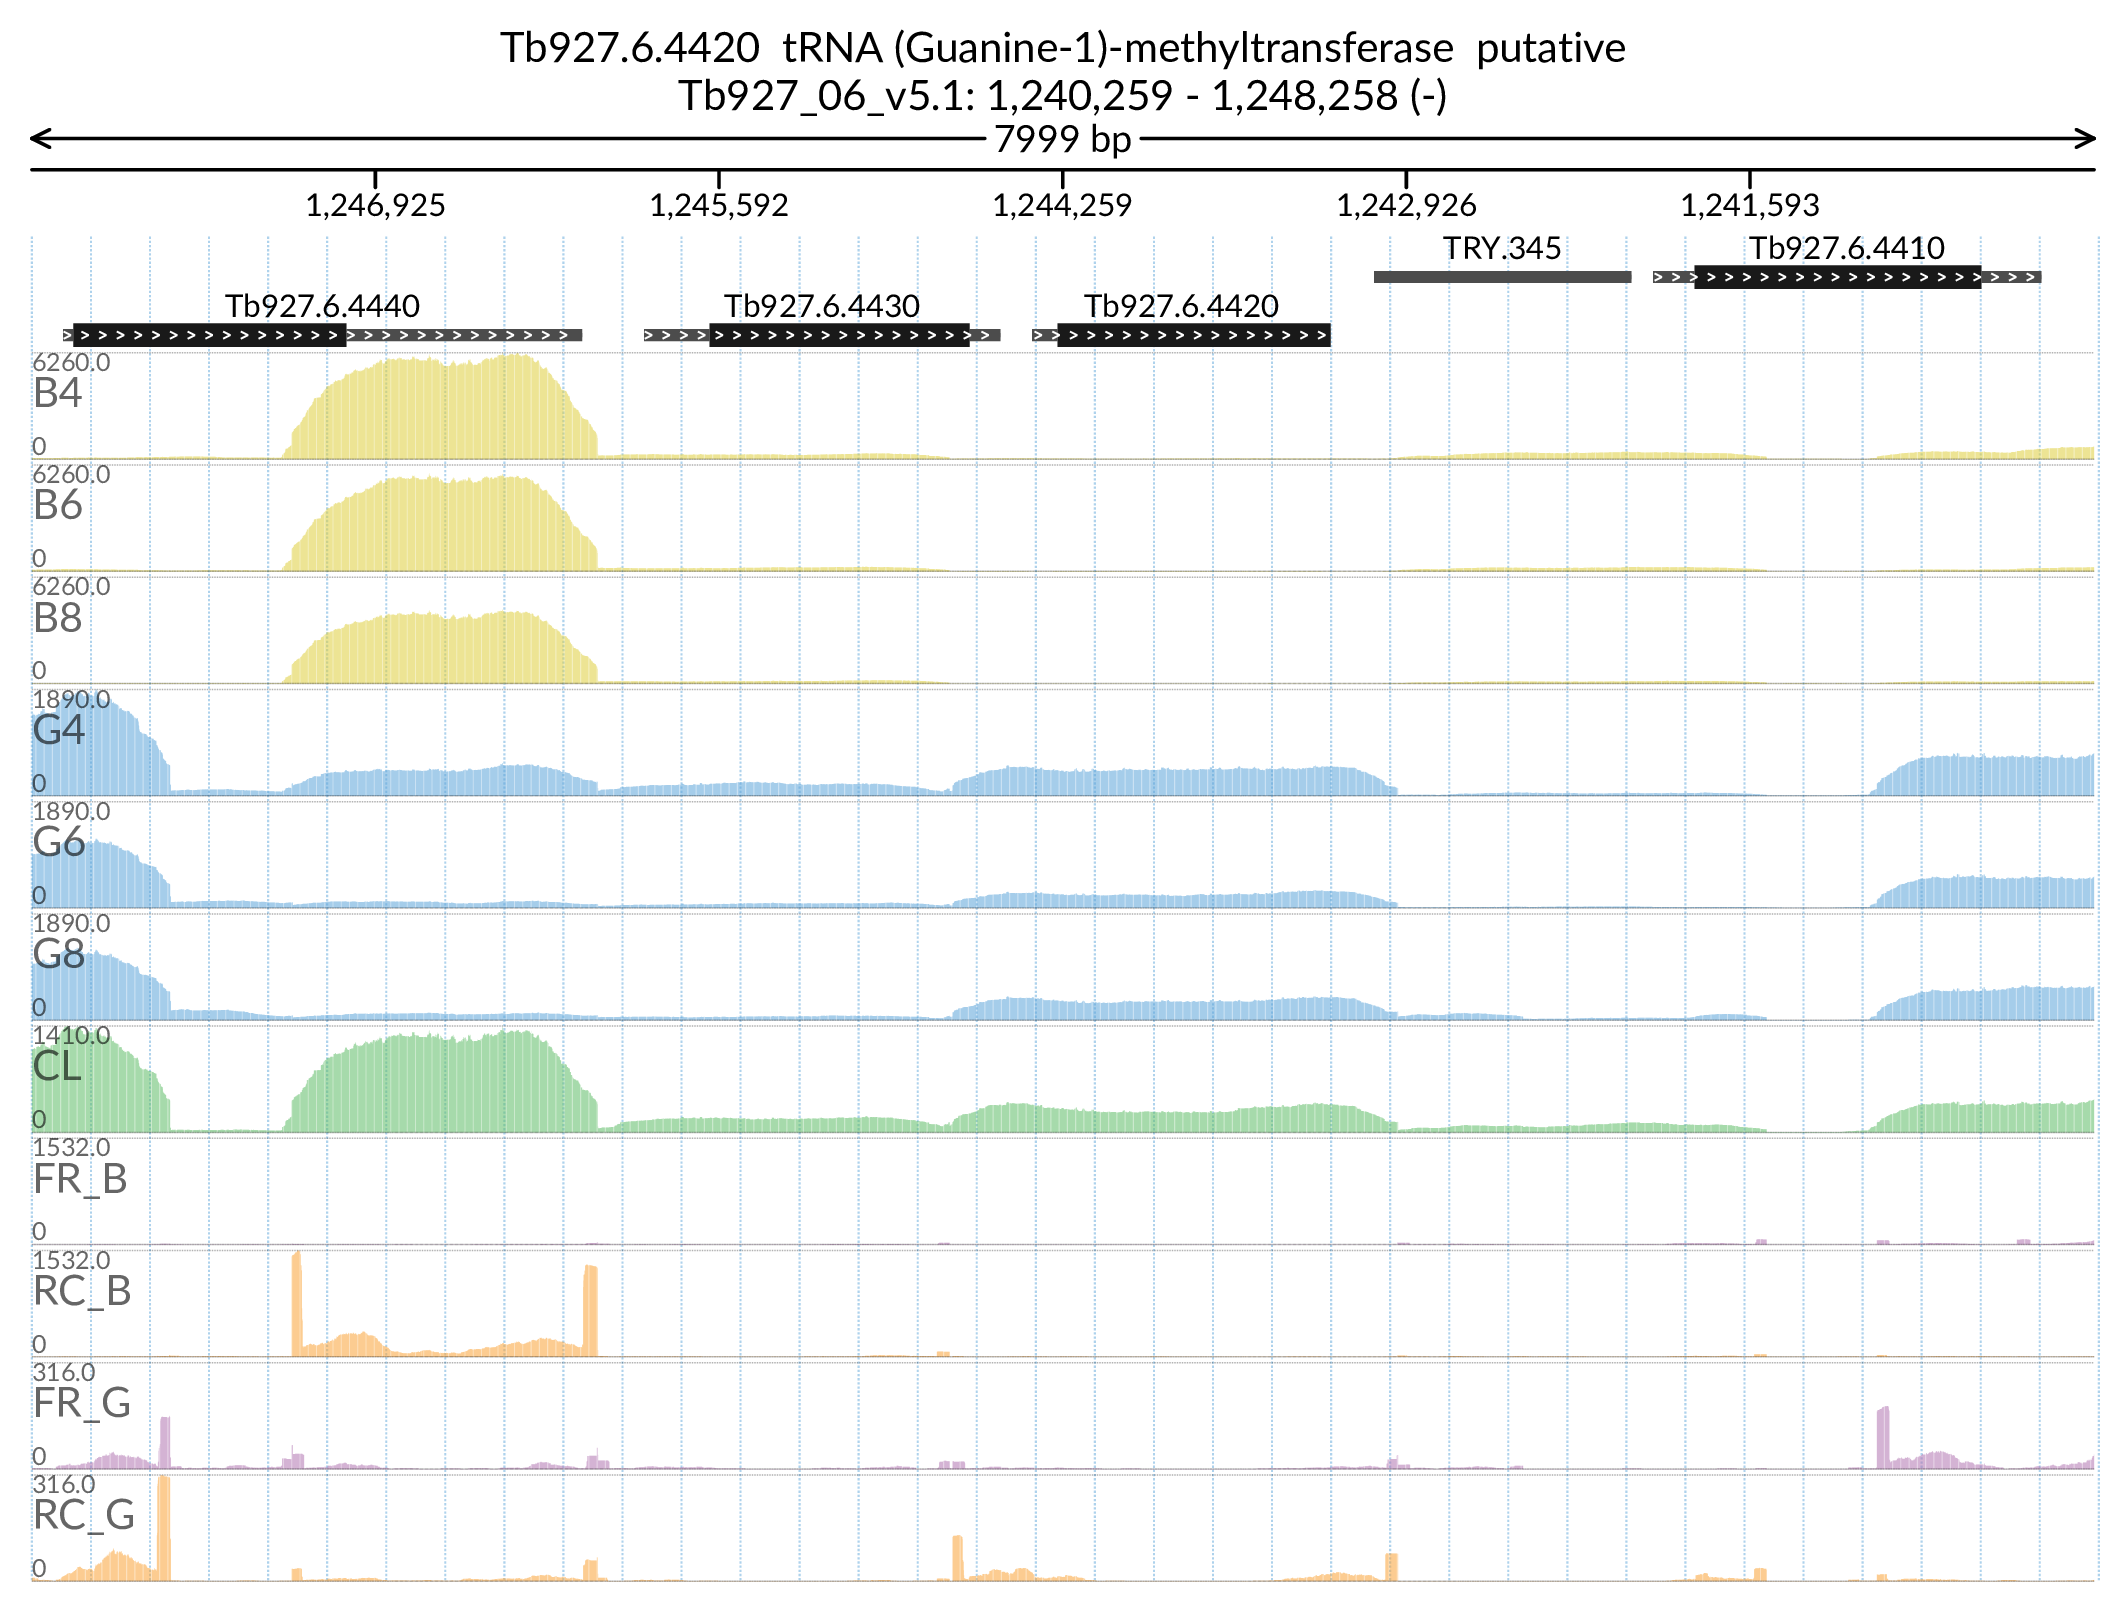 Tb927.6.4420 tRNA (Guanine-1)-methyltransferase putative
Tb927_06_v5.1: 1,240,259 - 1,248,258 (-)
7999 bp
1,246,925 1,245,592 1,244,259 1,242,926 1,241,593
TRY.345 Tb927.6.4410
Tb927.6.4440 Tb927.6.4430 Tb927.6.4420
6260.0
B4
0
6260.0
B6
0
6260.0
B8
0
1890.0
G4
0
1890.0
G6
0
1890.0
G8
0
1410.0
CL
0
1532.0
FR_B
0
1532.0
RC_B
0
316.0
FR_G
0
316.0
RC_G
0